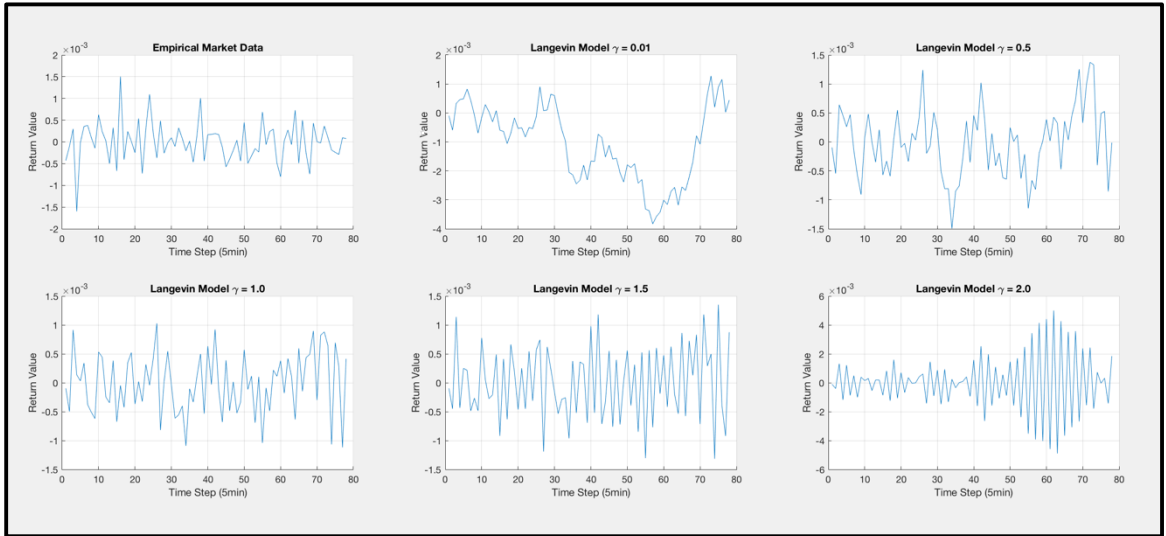 Empirical Market Data
×10⁻³
2
1.5
1
0.5
0
-0.5
-1
-1.5
-2
Return Value
0 10 20 30 40 50 60 70 80
Time Step (5min)
Langevin Model γ = 0.01
×10⁻³
2
1
0
-1
-2
-3
-4
Return Value
0 10 20 30 40 50 60 70 80
Time Step (5min)
Langevin Model γ = 0.5
×10⁻³
1.5
1
0.5
0
-0.5
-1
-1.5
Return Value
0 10 20 30 40 50 60 70 80
Time Step (5min)
Langevin Model γ = 1.0
×10⁻³
1.5
1
0.5
0
-0.5
-1
-1.5
Return Value
0 10 20 30 40 50 60 70 80
Time Step (5min)
Langevin Model γ = 1.5
×10⁻³
1.5
1
0.5
0
-0.5
-1
-1.5
Return Value
0 10 20 30 40 50 60 70 80
Time Step (5min)
Langevin Model γ = 2.0
×10⁻³
6
4
2
0
-2
-4
-6
Return Value
0 10 20 30 40 50 60 70 80
Time Step (5min)